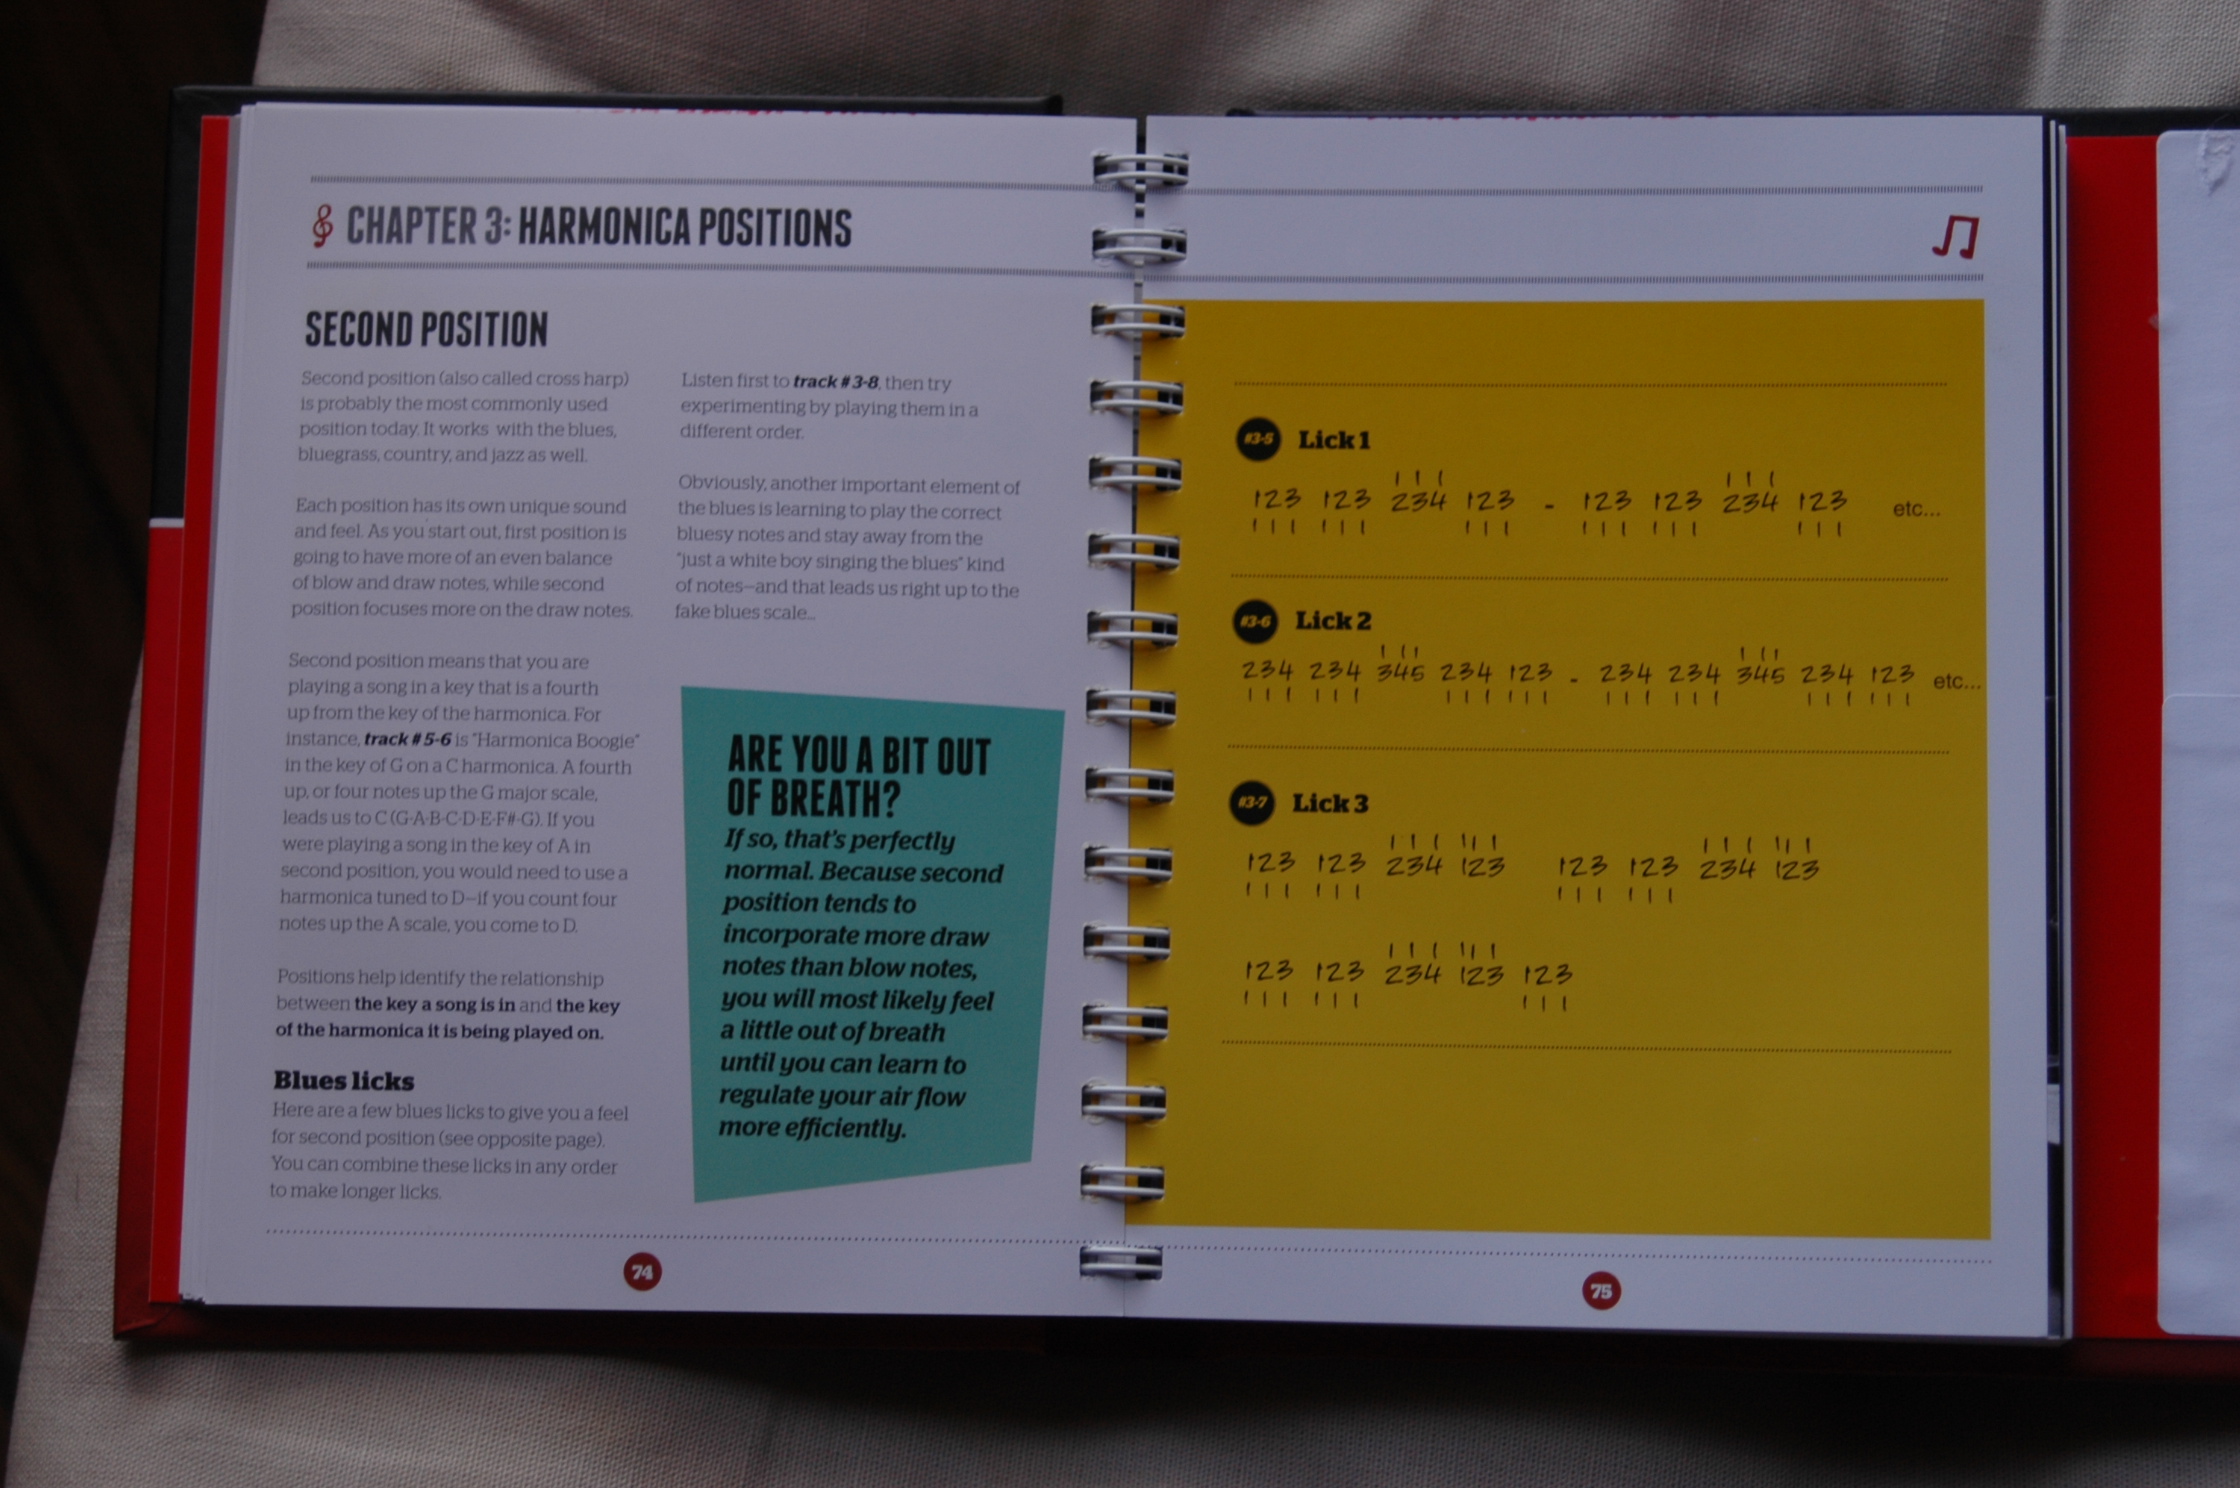 CHAPTER 3: HARMONICA POSITIONS
SECOND POSITION
Second position (also called cross harp)
is probably the most commonly used
position today. It works with the blues,
bluegrass, country, and jazz as well.
Each position has its own unique sound
and feel. As you start out, first position is
going to have more of an even balance
of blow and draw notes, while second
position focuses more on the draw notes.
Second position means that you are
playing a song in a key that is a fourth
up from the key of the harmonica. For
instance, track #5-6 is "Harmonica Boogie"
in the key of G on a C harmonica. A fourth
up, or four notes up the G major scale,
leads us to C (G-A-B-C-D-E-F#-G). If you
were playing a song in the key of A in
second position, you would need to use a
harmonica tuned to D—if you count four
notes up the A scale, you come to D.
Positions help identify the relationship
between the key a song is in and the key
of the harmonica it is being played on.
Blues licks
Here are a few blues licks to give you a feel
for second position (see opposite page).
You can combine these licks in any order
to make longer licks.
Listen first to track #3-8, then try
experimenting by playing them in a
different order.
Obviously, another important element of
the blues is learning to play the correct
bluesy notes and stay away from the
"just a white boy singing the blues" kind
of notes—and that leads us right up to the
fake blues scale...
ARE YOU A BIT OUT
OF BREATH?
If so, that's perfectly
normal. Because second
position tends to
incorporate more draw
notes than blow notes,
you will most likely feel
a little out of breath
until you can learn to
regulate your air flow
more efficiently.
74
#3-5 Lick 1
123 123 234 123 - 123 123 234 123 etc...
#3-6 Lick 2
234 234 345 234 123 - 234 234 345 234 123 etc...
#3-7 Lick 3
123 123 234 123 123 123 234 123
123 123 234 123 123
75